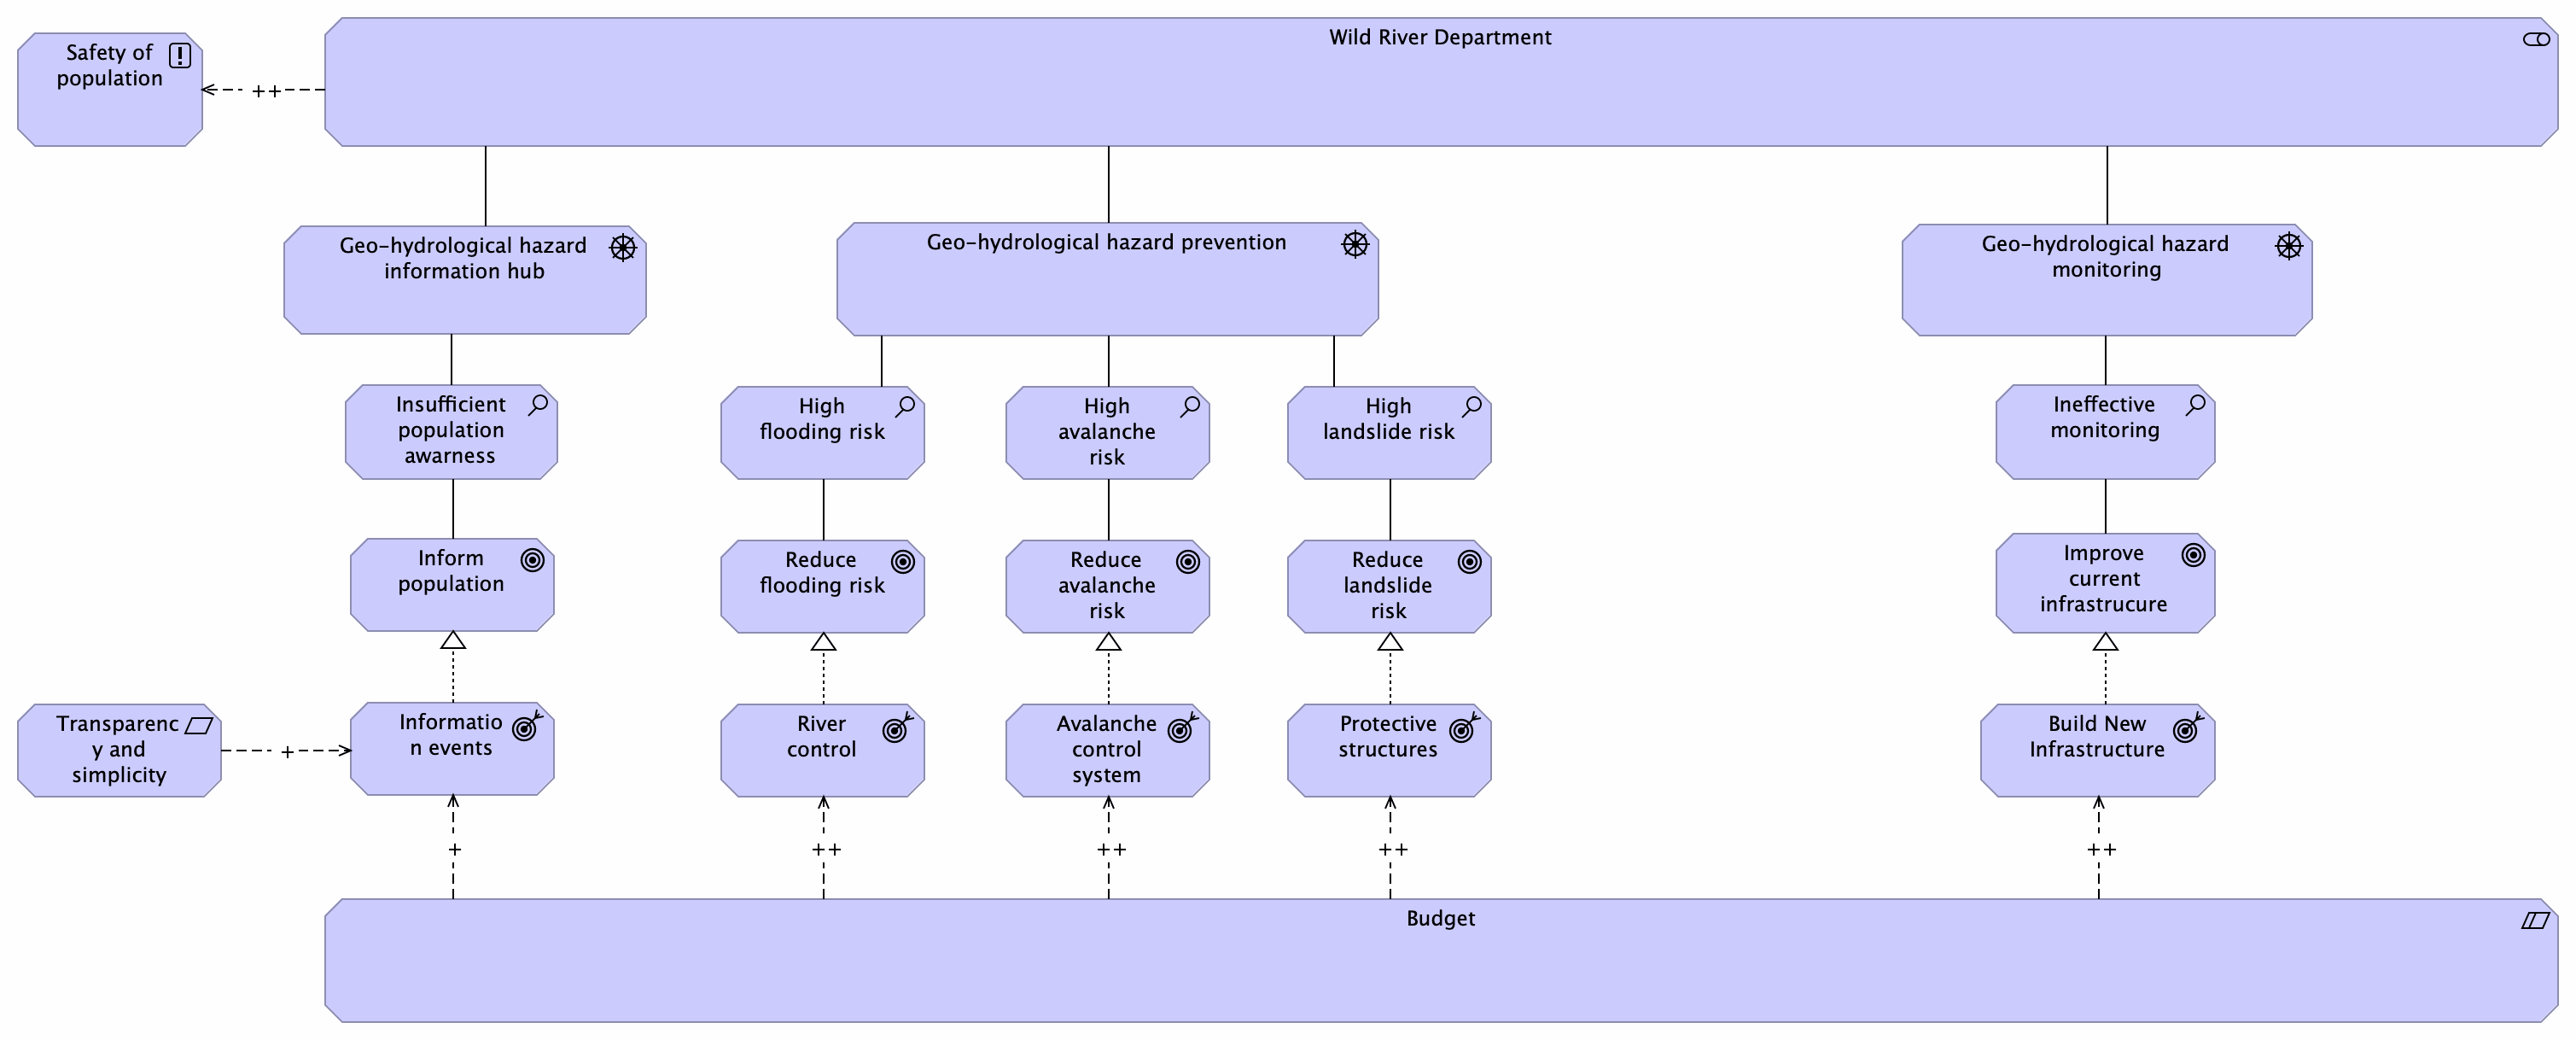 Wild River Department
Safety of
population
++
Geo-hydrological hazard
information hub
Geo-hydrological hazard prevention
Geo-hydrological hazard
monitoring
Insufficient
population
awarness
High
flooding risk
High
avalanche
risk
High
landslide risk
Ineffective
monitoring
Inform
population
Reduce
flooding risk
Reduce
avalanche
risk
Reduce
landslide
risk
Improve
current
infrastrucure
Transparenc
y and
simplicity
+
Informatio
n events
River
control
Avalanche
control
system
Protective
structures
Build New
Infrastructure
+
++
++
++
++
Budget